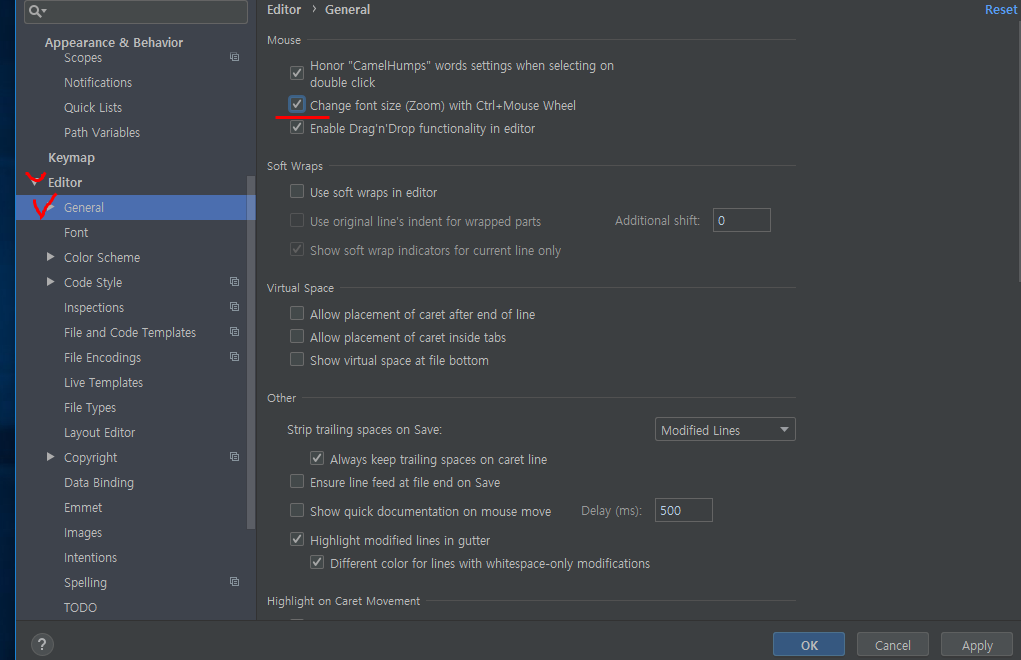 Editor › General
Reset
Appearance & Behavior
Scopes
Notifications
Quick Lists
Path Variables
Keymap
Editor
General
Font
Color Scheme
Code Style
Inspections
File and Code Templates
File Encodings
Live Templates
File Types
Layout Editor
Copyright
Data Binding
Emmet
Images
Intentions
Spelling
TODO
Mouse
Honor "CamelHumps" words settings when selecting on
double click
Change font size (Zoom) with Ctrl+Mouse Wheel
Enable Drag'n'Drop functionality in editor
Soft Wraps
Use soft wraps in editor
Use original line's indent for wrapped parts Additional shift: 0
Show soft wrap indicators for current line only
Virtual Space
Allow placement of caret after end of line
Allow placement of caret inside tabs
Show virtual space at file bottom
Other
Strip trailing spaces on Save: Modified Lines
Always keep trailing spaces on caret line
Ensure line feed at file end on Save
Show quick documentation on mouse move Delay (ms): 500
Highlight modified lines in gutter
Different color for lines with whitespace-only modifications
Highlight on Caret Movement
?
OK Cancel Apply